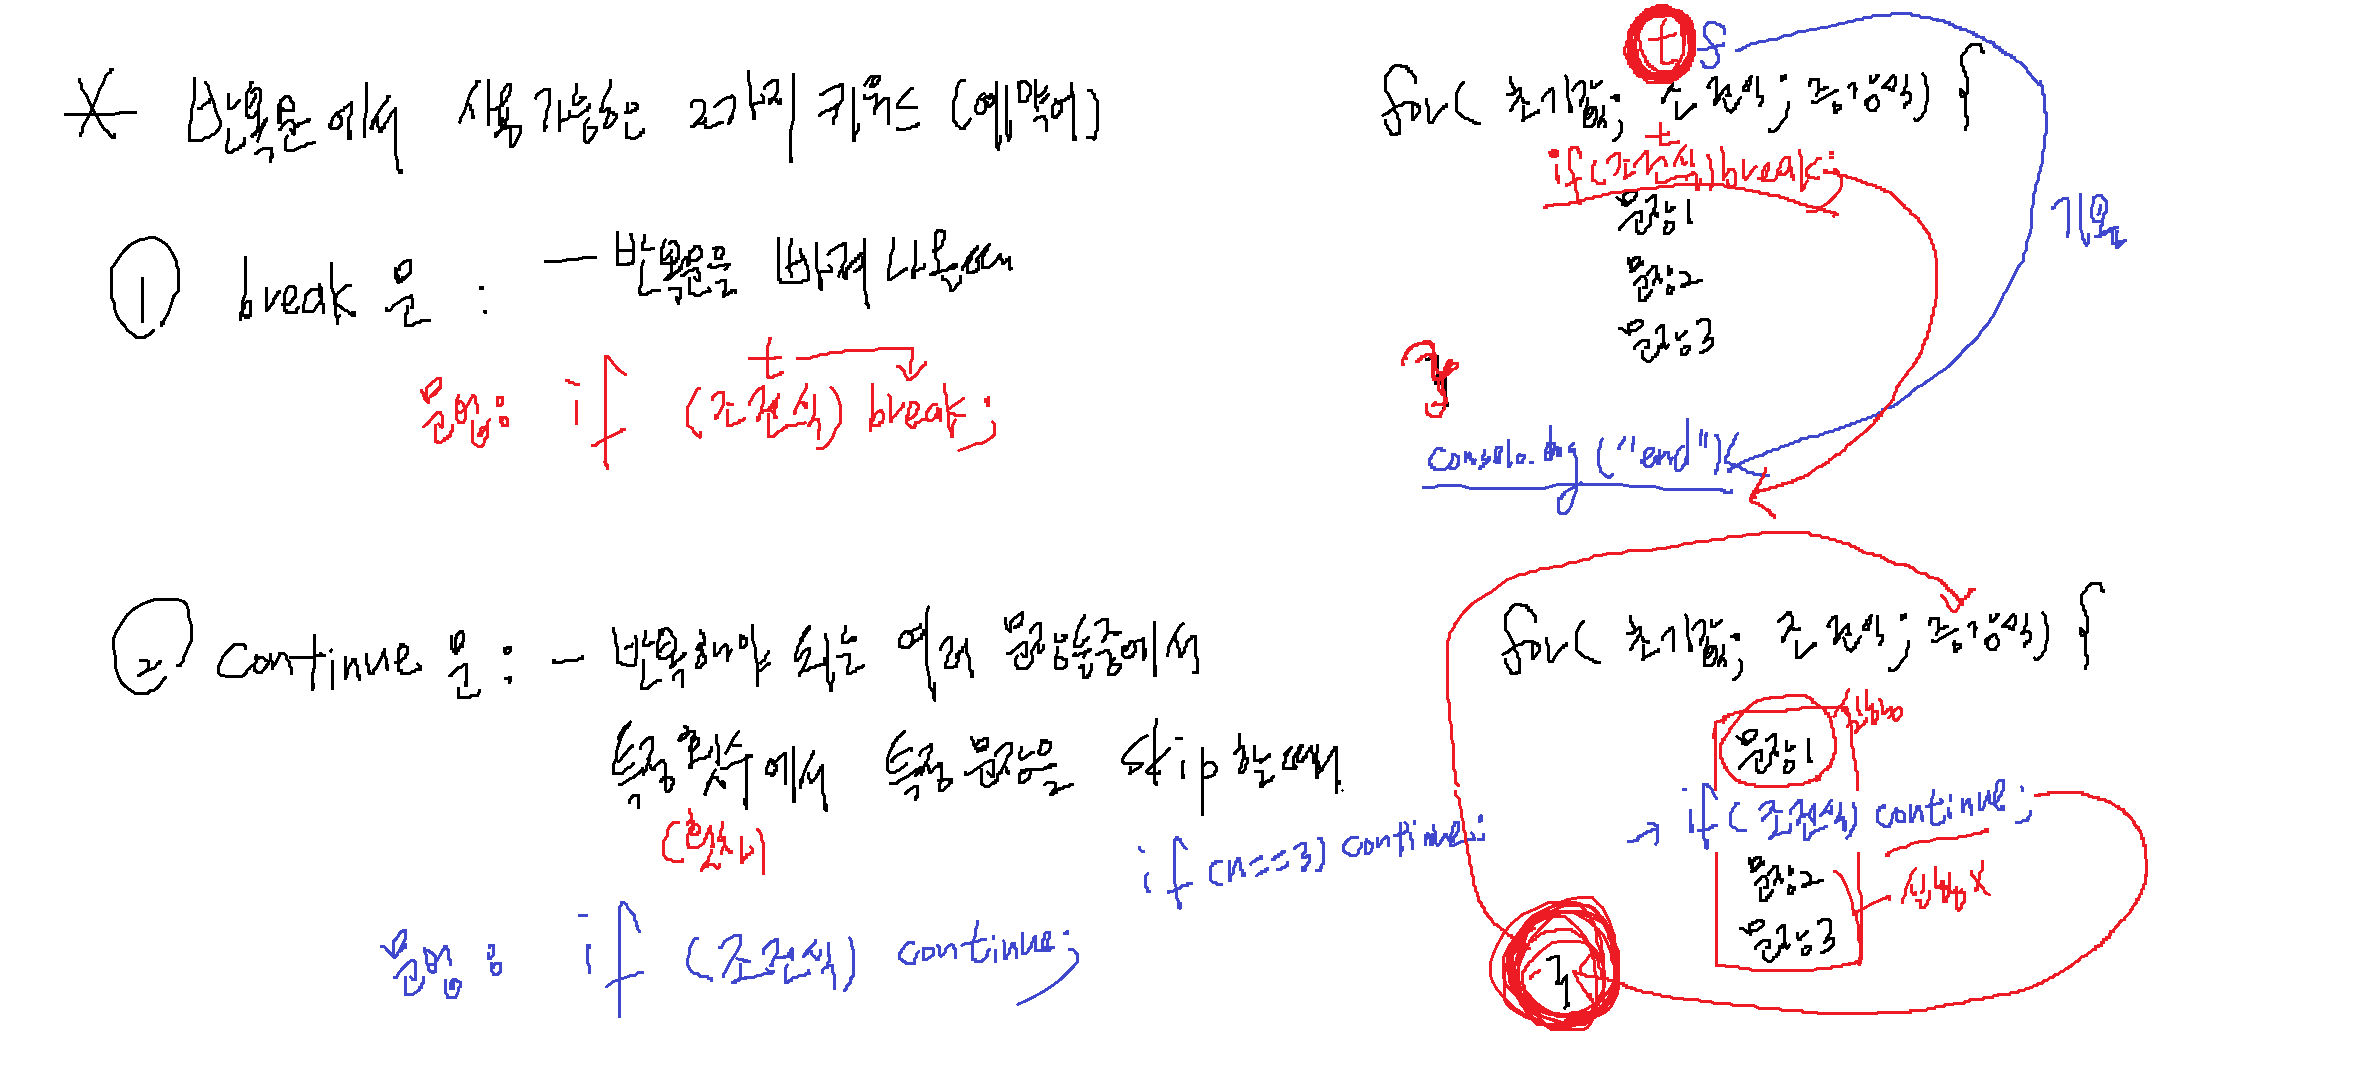 * 반복문에서 사용가능한 2가지 키워드 (예약어)
① break 문 : - 반복문을 빠져나올때
문법: if (조건식) break;
t
② continue 문 : - 반복해야 되는 여러 문장들중에서
특정횟수에서 특정문장을 skip하는때.
문법: if (조건식) continue;
if (n==3) continue;
t f
for( 초기값; 조건식; 증감식) {
t
if(조건식) break;
문장1
문장2
문장3
}
console.log("end")
for( 초기값; 조건식; 증감식) {
문장1
실행
→ if( 조건식) continue;
문장2
실행X
문장3
}